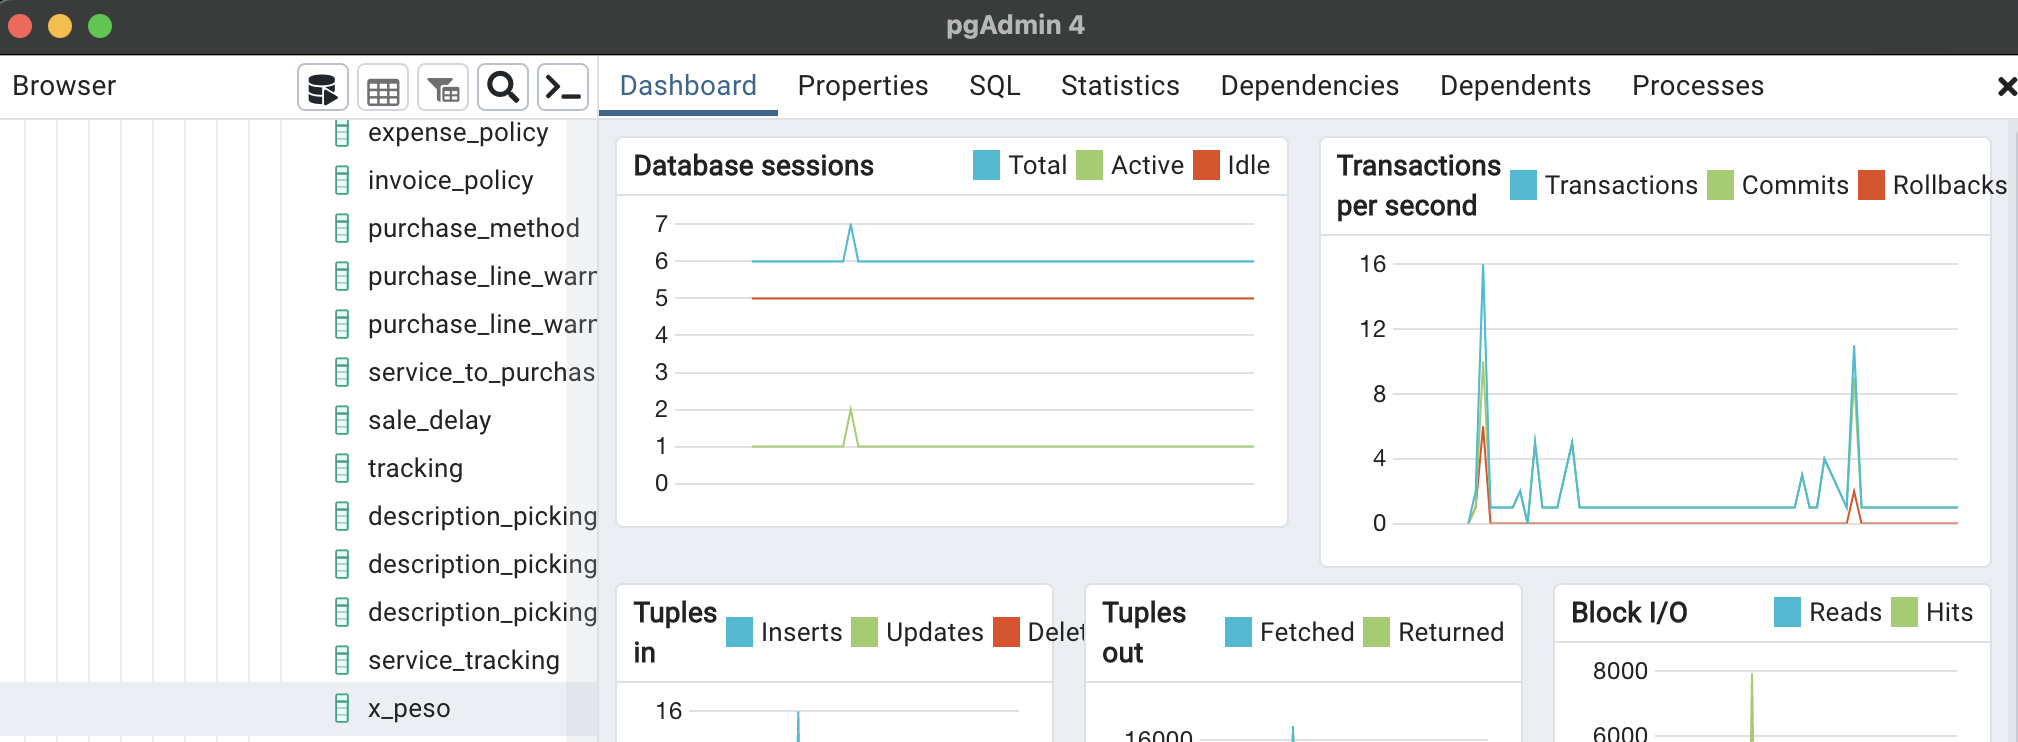 pgAdmin 4
Browser
Dashboard Properties SQL Statistics Dependencies Dependents Processes
expense_policy
invoice_policy
purchase_method
purchase_line_warn
purchase_line_warn
service_to_purchas
sale_delay
tracking
description_picking
description_picking
description_picking
service_tracking
x_peso
Database sessions
Total Active Idle
7
6
5
4
3
2
1
0
Transactions per second
Transactions Commits Rollbacks
16
12
8
4
0
Tuples in
Inserts Updates Delet
16
Tuples out
Fetched Returned
16000
Block I/O
Reads Hits
8000
6000